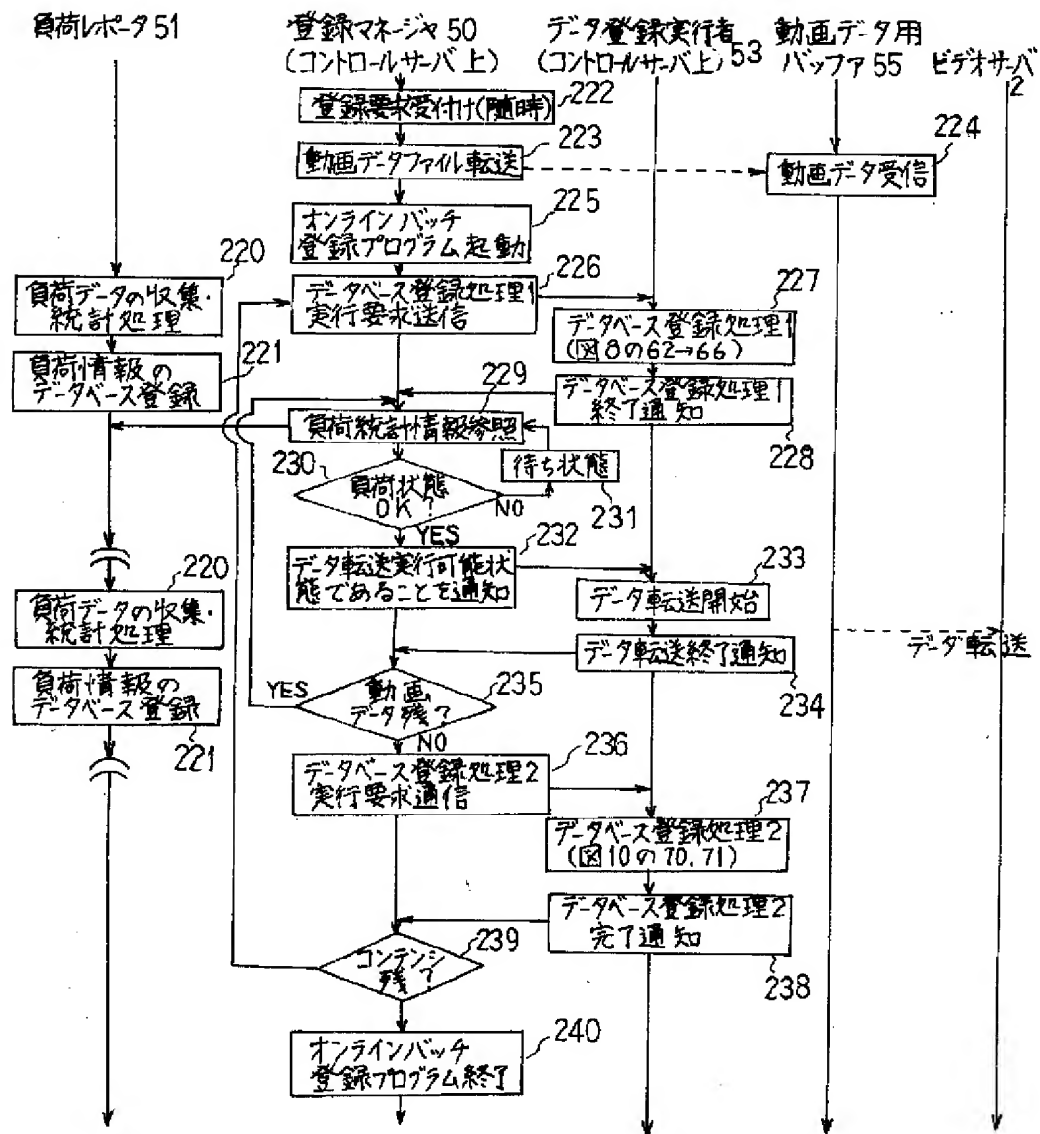 負荷レポータ 51
登録マネージャ 50
(コントロールサーバ上)
データ登録実行者
(コントロールサーバ上) 53
動画データ用
バッファ 55
ビデオサーバ
2
登録要求受付け(随時)
222
223
動画データファイル転送
224
動画データ受信
225
オンラインバッチ
登録プログラム起動
220
負荷データの収集・
統計処理
226
データベース登録処理1
実行要求送信
227
データベース登録処理1
(図8の62→66)
221
負荷情報の
データベース登録
データベース登録処理1
終了通知
228
229
負荷統計情報参照
230
負荷状態
OK?
NO
待ち状態
231
YES
232
データ転送実行可能状
態であることを通知
233
データ転送開始
220
負荷データの収集・
統計処理
データ転送
データ転送終了通知
234
YES
動画
データ残?
235
NO
負荷情報の
データベース登録
221
236
データベース登録処理2
実行要求通信
237
データベース登録処理2
(図10の70,71)
データベース登録処理2
完了通知
238
コンテンツ
残?
239
240
オンラインバッチ
登録プログラム終了